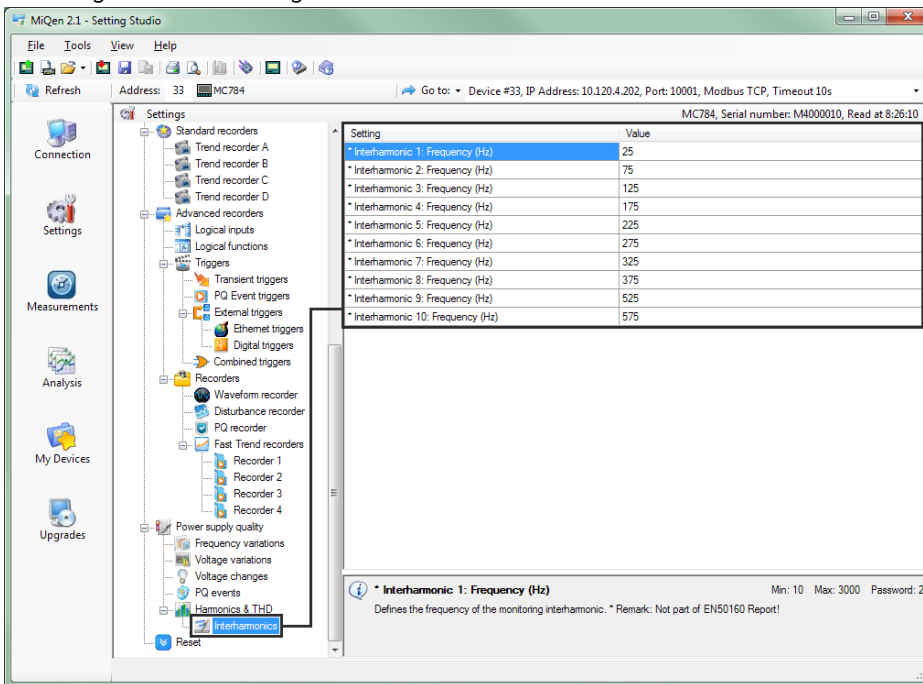 MiQen 2.1 - Setting Studio
File Tools View Help
Refresh Address: 33 MC784 Go to: Device #33, IP Address: 10.120.4.202, Port: 10001, Modbus TCP, Timeout 10s
Settings MC784, Serial number: M4000010, Read at 8:26:10
Connection
Settings
Measurements
Analysis
My Devices
Upgrades
Standard recorders
Trend recorder A
Trend recorder B
Trend recorder C
Trend recorder D
Advanced recorders
Logical inputs
Logical functions
Triggers
Transient triggers
PQ Event triggers
External triggers
Ethernet triggers
Digital triggers
Combined triggers
Recorders
Waveform recorder
Disturbance recorder
PQ recorder
Fast Trend recorders
Recorder 1
Recorder 2
Recorder 3
Recorder 4
Power supply quality
Frequency variations
Voltage variations
Voltage changes
PQ events
Harmonics & THD
Interharmonics
Reset
Setting Value
* Interharmonic 1: Frequency (Hz) 25
* Interharmonic 2: Frequency (Hz) 75
* Interharmonic 3: Frequency (Hz) 125
* Interharmonic 4: Frequency (Hz) 175
* Interharmonic 5: Frequency (Hz) 225
* Interharmonic 6: Frequency (Hz) 275
* Interharmonic 7: Frequency (Hz) 325
* Interharmonic 8: Frequency (Hz) 375
* Interharmonic 9: Frequency (Hz) 525
* Interharmonic 10: Frequency (Hz) 575
* Interharmonic 1: Frequency (Hz) Min: 10 Max: 3000 Password: 2
Defines the frequency of the monitoring interharmonic. * Remark: Not part of EN50160 Report!